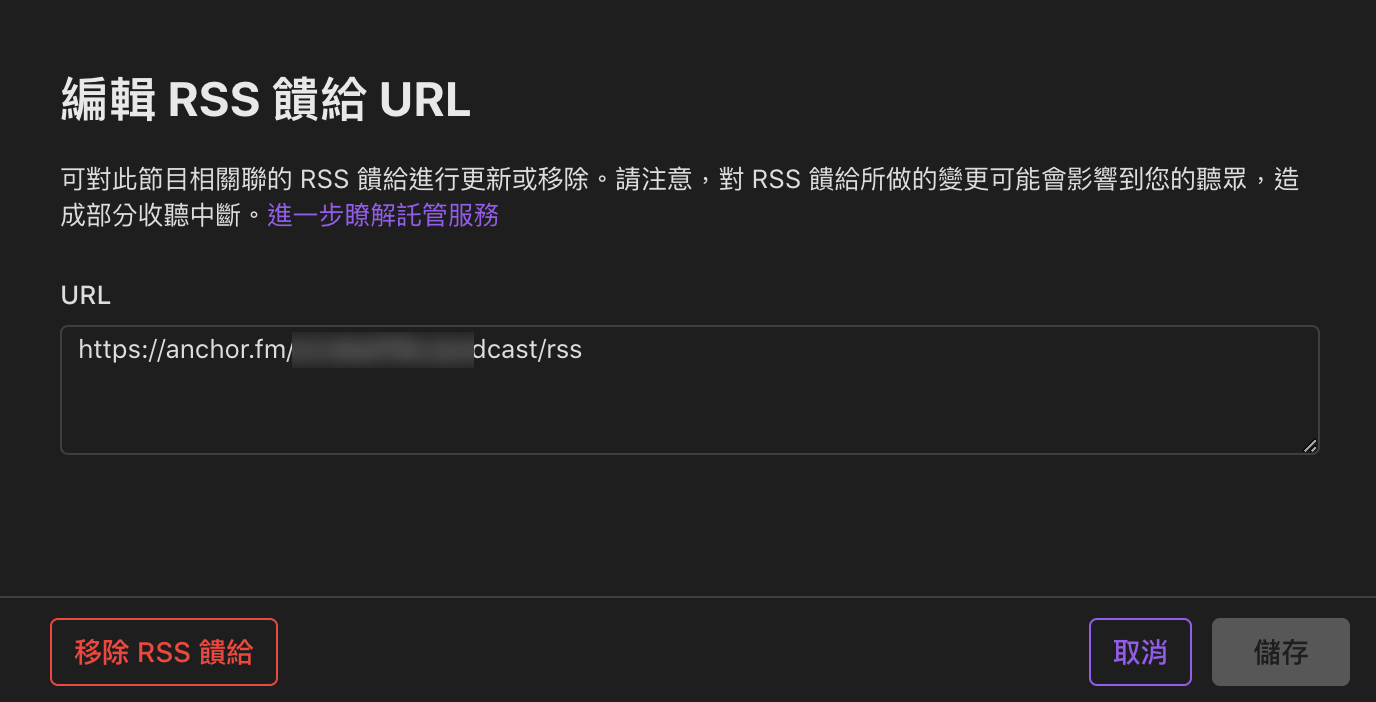 編輯 RSS 饋給 URL
可對此節目相關聯的 RSS 饋給進行更新或移除。請注意，對 RSS 饋給所做的變更可能會影響到您的聽眾，造
成部分收聽中斷。進一步瞭解託管服務
URL
https://anchor.fm/ dcast/rss
移除 RSS 饋給
取消
儲存